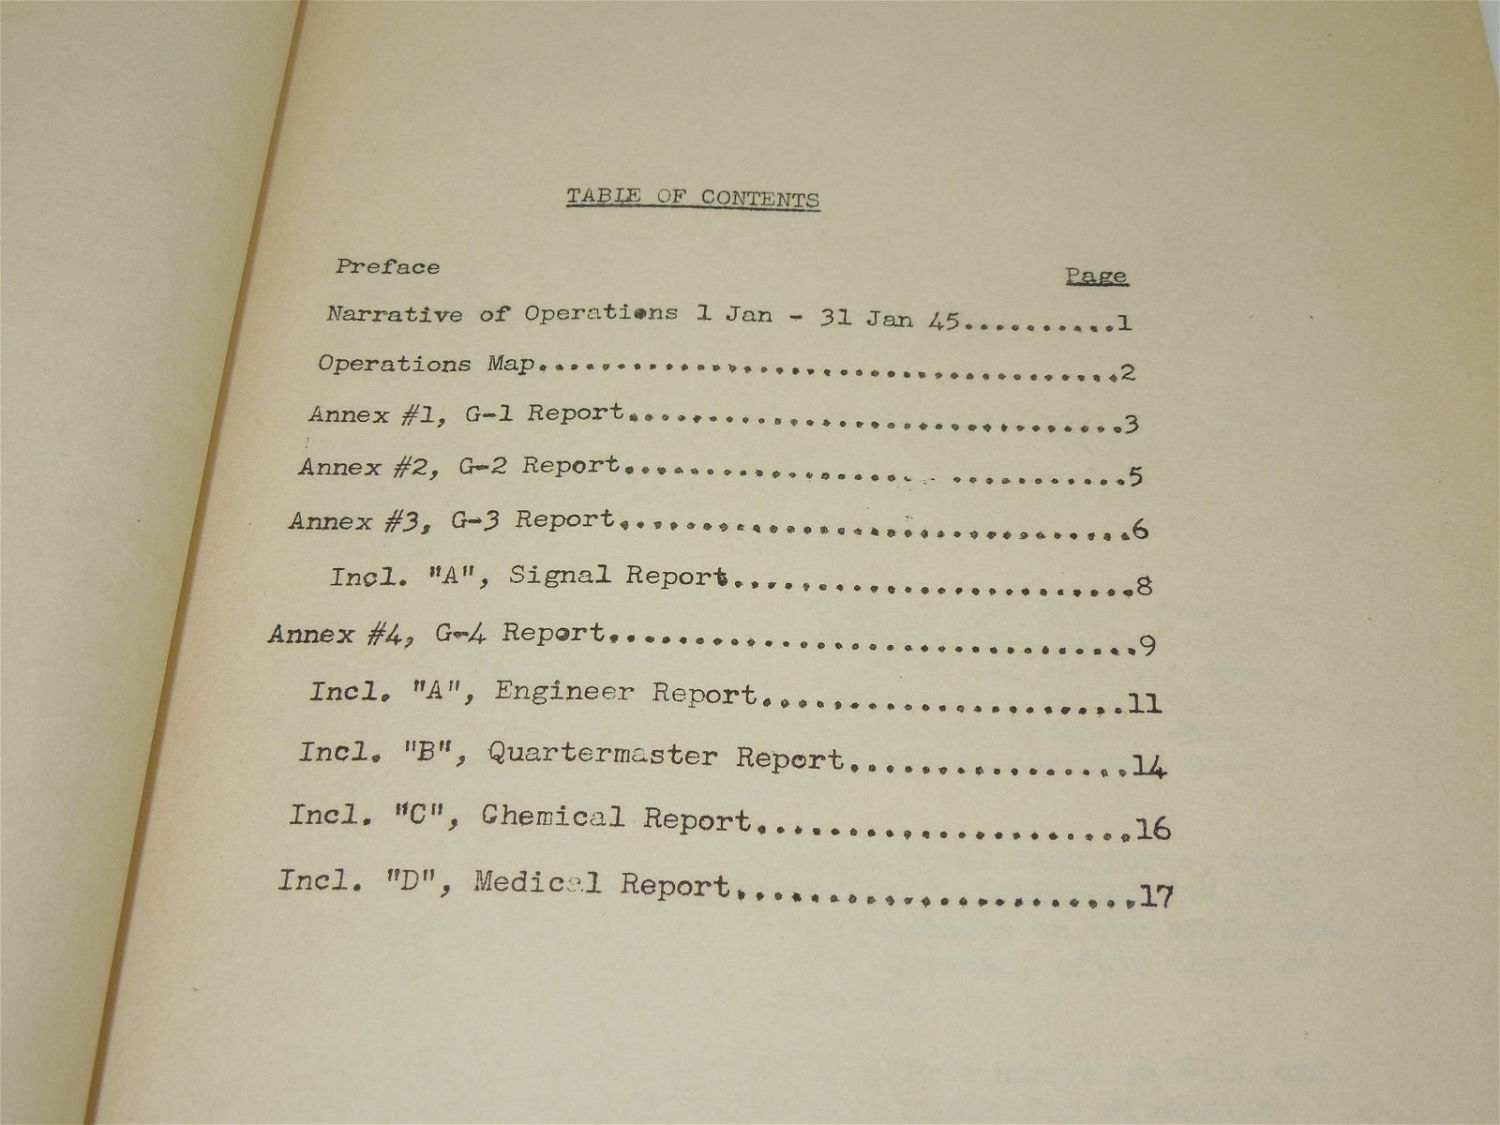 TABLE OF CONTENTS
Preface
Page
Narrative of Operations 1 Jan - 31 Jan 45..........1
Operations Map.....................................2
Annex #1, G-1 Report...............................3
Annex #2, G-2 Report.................. ...........5
Annex #3, G-3 Report...............................6
Incl. "A", Signal Report........................8
Annex #4, G-4 Report..............................9
Incl. "A", Engineer Report.....................11
Incl. "B", Quartermaster Report................14
Incl. "C", Chemical Report.....................16
Incl. "D", Medical Report......................17